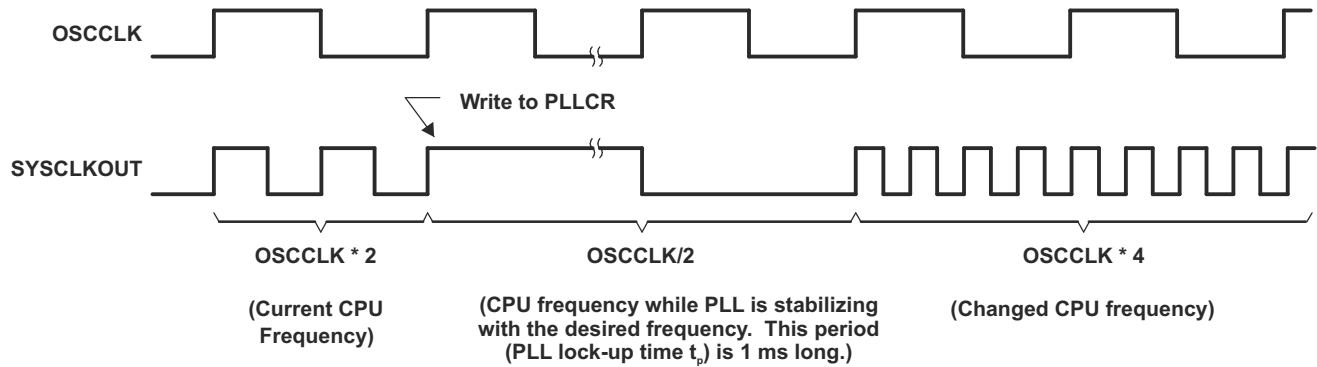 OSCCLK
Write to PLLCR
SYSCLKOUT
OSCCLK * 2
OSCCLK/2
OSCCLK * 4
(Current CPU
Frequency)
(CPU frequency while PLL is stabilizing
with the desired frequency. This period
(PLL lock-up time tp) is 1 ms long.)
(Changed CPU frequency)